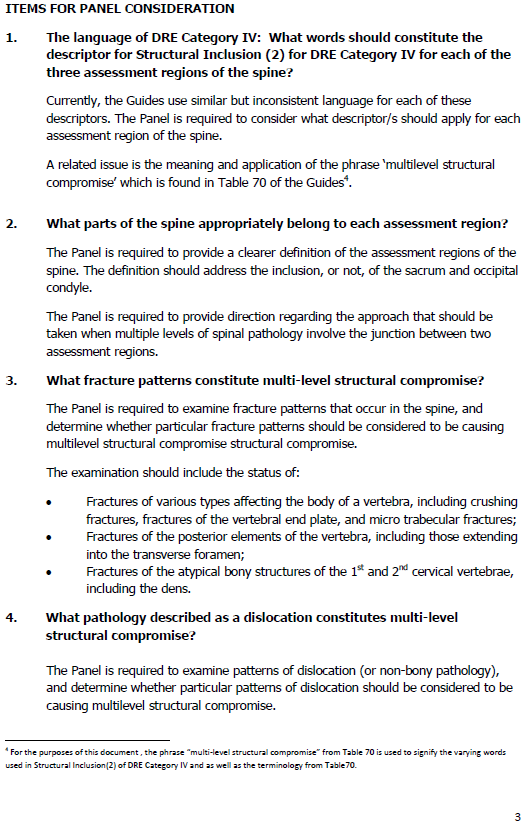 ITEMS FOR PANEL CONSIDERATION
1. The language of DRE Category IV: What words should constitute the
descriptor for Structural Inclusion (2) for DRE Category IV for each of the
three assessment regions of the spine?
Currently, the Guides use similar but inconsistent language for each of these
descriptors. The Panel is required to consider what descriptor/s should apply for each
assessment region of the spine.
A related issue is the meaning and application of the phrase ‘multilevel structural
compromise’ which is found in Table 70 of the Guides⁴.
2. What parts of the spine appropriately belong to each assessment region?
The Panel is required to provide a clearer definition of the assessment regions of the
spine. The definition should address the inclusion, or not, of the sacrum and occipital
condyle.
The Panel is required to provide direction regarding the approach that should be
taken when multiple levels of spinal pathology involve the junction between two
assessment regions.
3. What fracture patterns constitute multi-level structural compromise?
The Panel is required to examine fracture patterns that occur in the spine, and
determine whether particular fracture patterns should be considered to be causing
multilevel structural compromise structural compromise.
The examination should include the status of:
• Fractures of various types affecting the body of a vertebra, including crushing
fractures, fractures of the vertebral end plate, and micro trabecular fractures;
• Fractures of the posterior elements of the vertebra, including those extending
into the transverse foramen;
• Fractures of the atypical bony structures of the 1st and 2nd cervical vertebrae,
including the dens.
4. What pathology described as a dislocation constitutes multi-level
structural compromise?
The Panel is required to examine patterns of dislocation (or non-bony pathology),
and determine whether particular patterns of dislocation should be considered to be
causing multilevel structural compromise.
⁴ For the purposes of this document , the phrase “multi-level structural compromise” from Table 70 is used to signify the varying words
used in Structural Inclusion(2) of DRE Category IV and as well as the terminology from Table70.
3